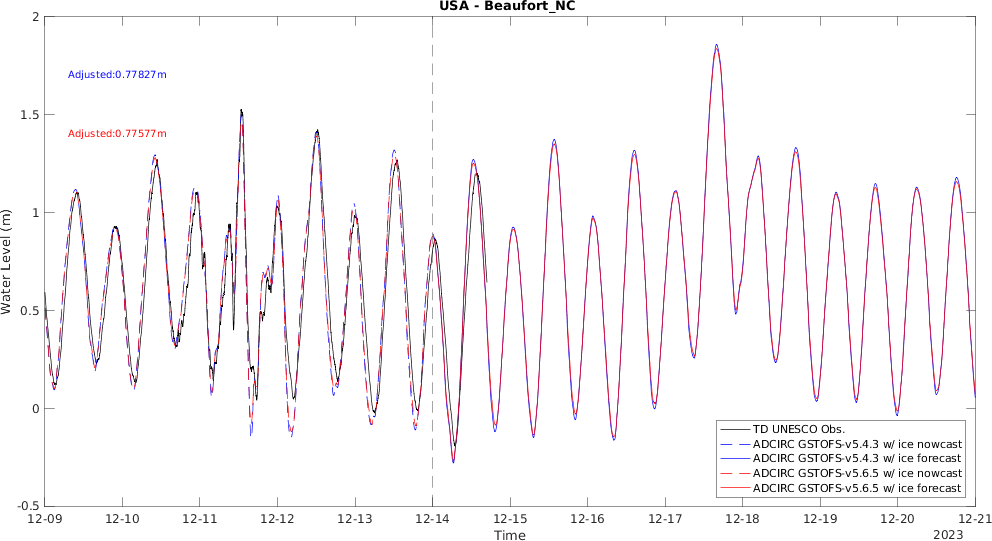 USA - Beaufort_NC
Adjusted:0.77827m
Adjusted:0.77577m
2
1.5
1
0.5
0
-0.5
Water Level (m)
TD UNESCO Obs.
ADCIRC GSTOFS-v5.4.3 w/ ice nowcast
ADCIRC GSTOFS-v5.4.3 w/ ice forecast
ADCIRC GSTOFS-v5.6.5 w/ ice nowcast
ADCIRC GSTOFS-v5.6.5 w/ ice forecast
12-09 12-10 12-11 12-12 12-13 12-14 12-15 12-16 12-17 12-18 12-19 12-20 12-21
Time
2023